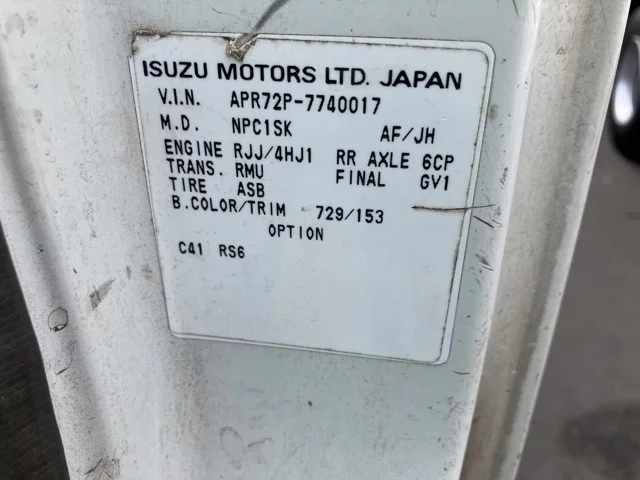 ISUZU MOTORS LTD. JAPAN
V.I.N. APR72P-7740017
M.D. NPC1SK AF/JH
ENGINE RJJ/4HJ1 RR AXLE 6CP
TRANS. RMU FINAL GV1
TIRE ASB
B.COLOR/TRIM 729/153
OPTION
C41 RS6